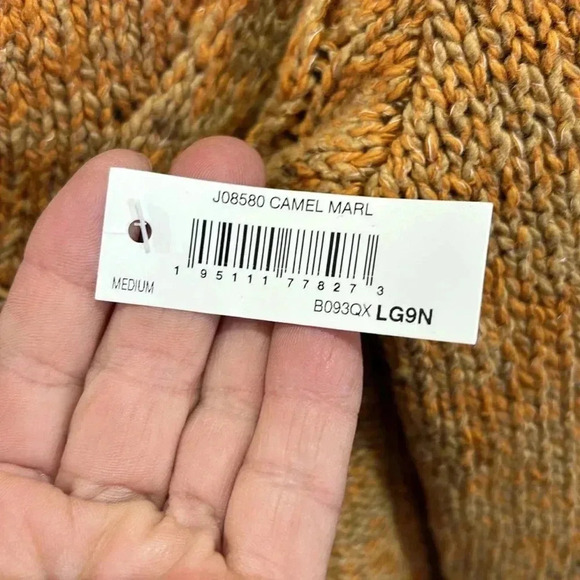 J08580 CAMEL MARL
1 95111 77827 3
MEDIUM
B093QX LG9N